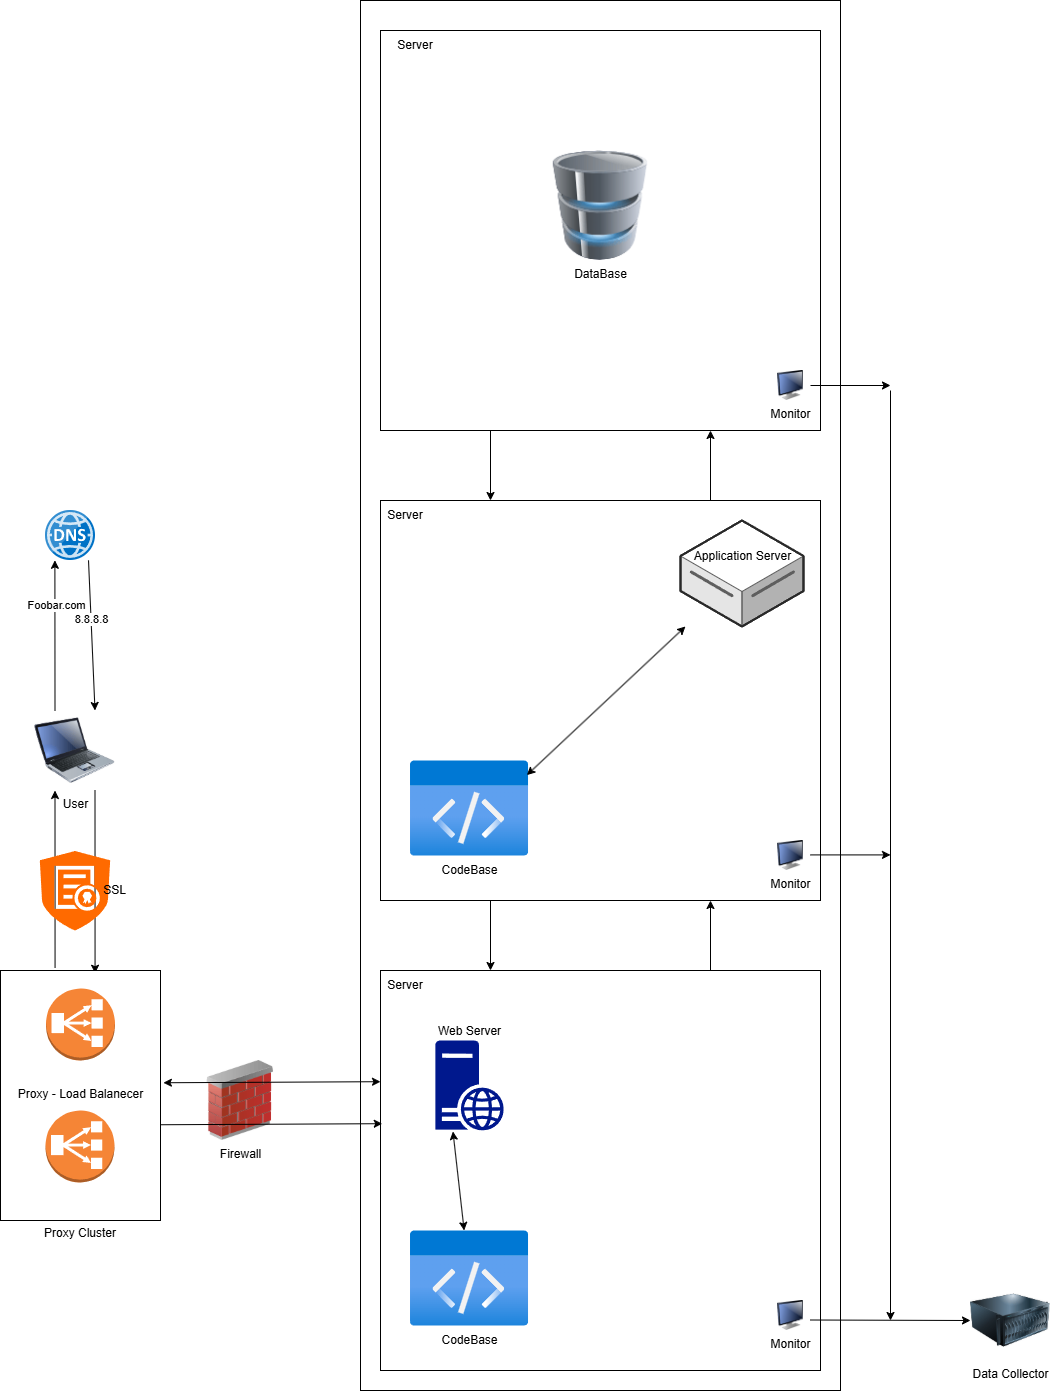 Server
DataBase
Monitor
Server
Application Server
DNS
Foobar.com
8.8.8.8
User
CodeBase
Monitor
SSL
Server
Web Server
Proxy - Load Balanecer
Firewall
Proxy Cluster
CodeBase
Monitor
Data Collector